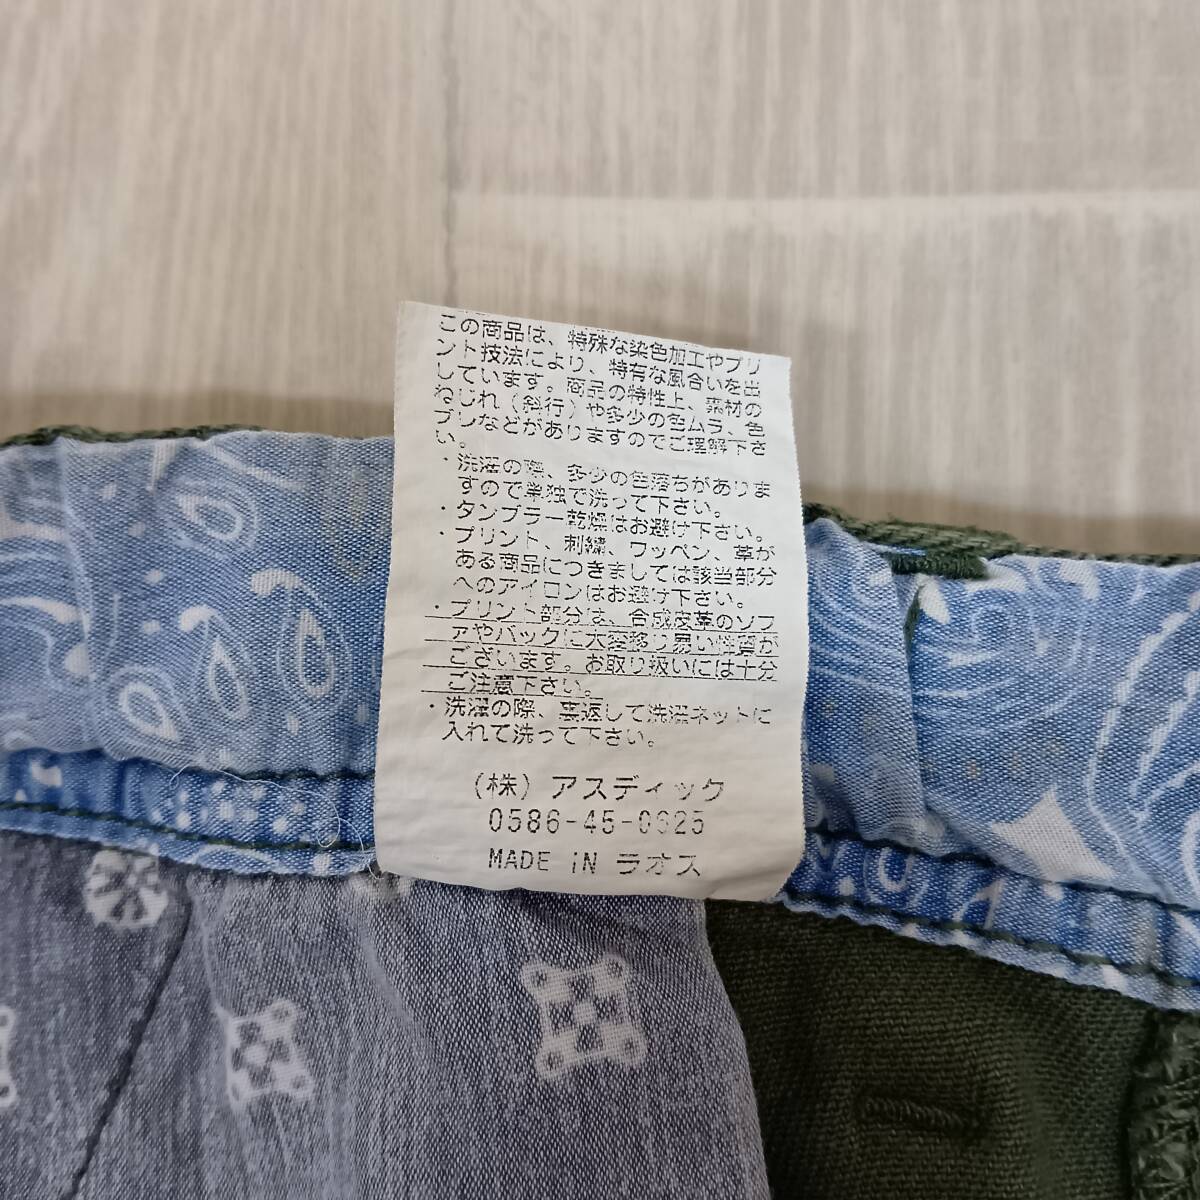 この商品は、特殊な染色加工やプリ
ント技法により、特有な風合いを出
しています。商品の特性上、素材の
ねじれ（斜行）や多少の色ムラ、色
ブレなどがありますのでご理解下さ
い。
・洗濯の際、多少の色落ちがありま
すので単独で洗って下さい。
・タンブラー乾燥はお避け下さい。
・プリント、刺繍、ワッペン、革が
ある商品につきましては該当部分
へのアイロンはお避け下さい。
・プリント部分は、合成皮革のソフ
ァやバックに大変移り易い性質が
ございます。お取り扱いには十分
ご注意下さい。
・洗濯の際、裏返して洗濯ネットに
入れて洗って下さい。
（株）アスディック
0586-45-0625
MADE iN ラオス